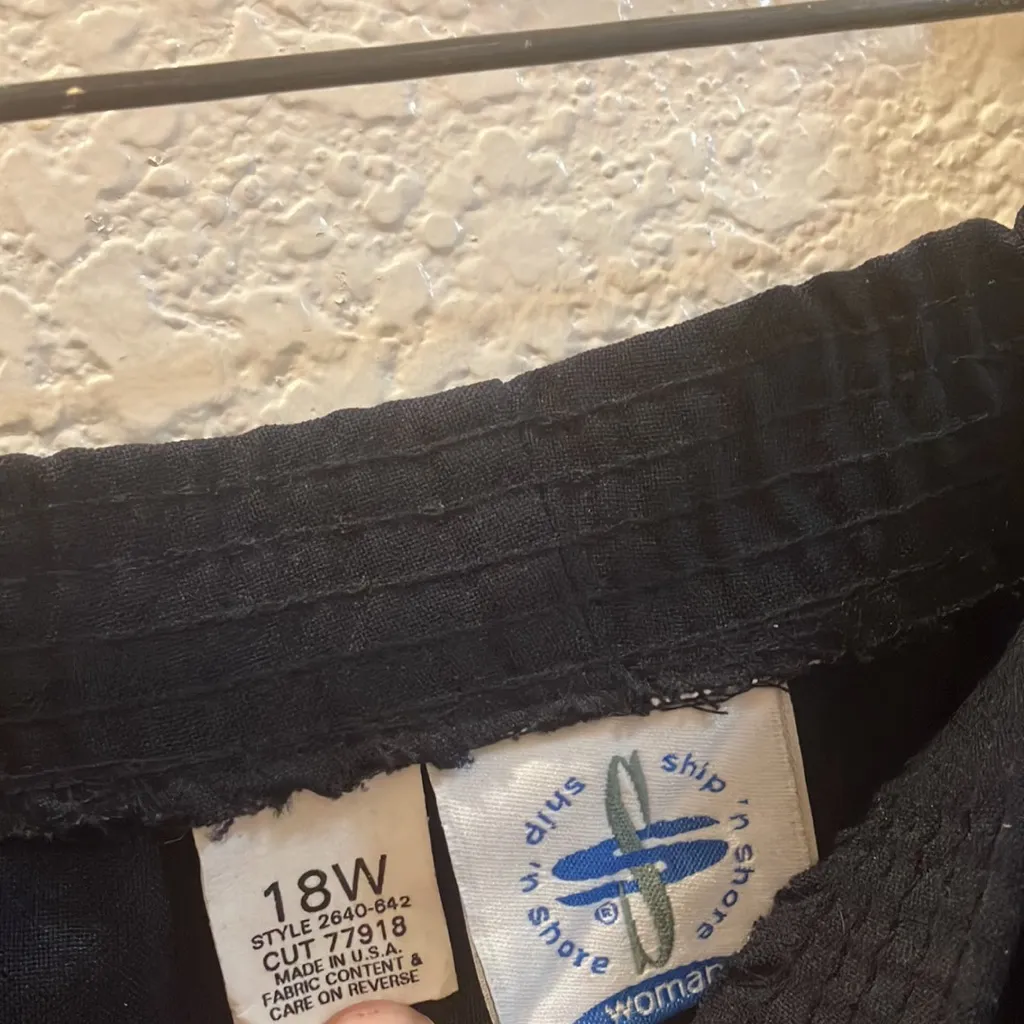 18W
STYLE 2640-642
CUT 77918
MADE IN U.S.A.
FABRIC CONTENT &
CARE ON REVERSE
ship 'n Shore
ship 'n Shore
®
woman